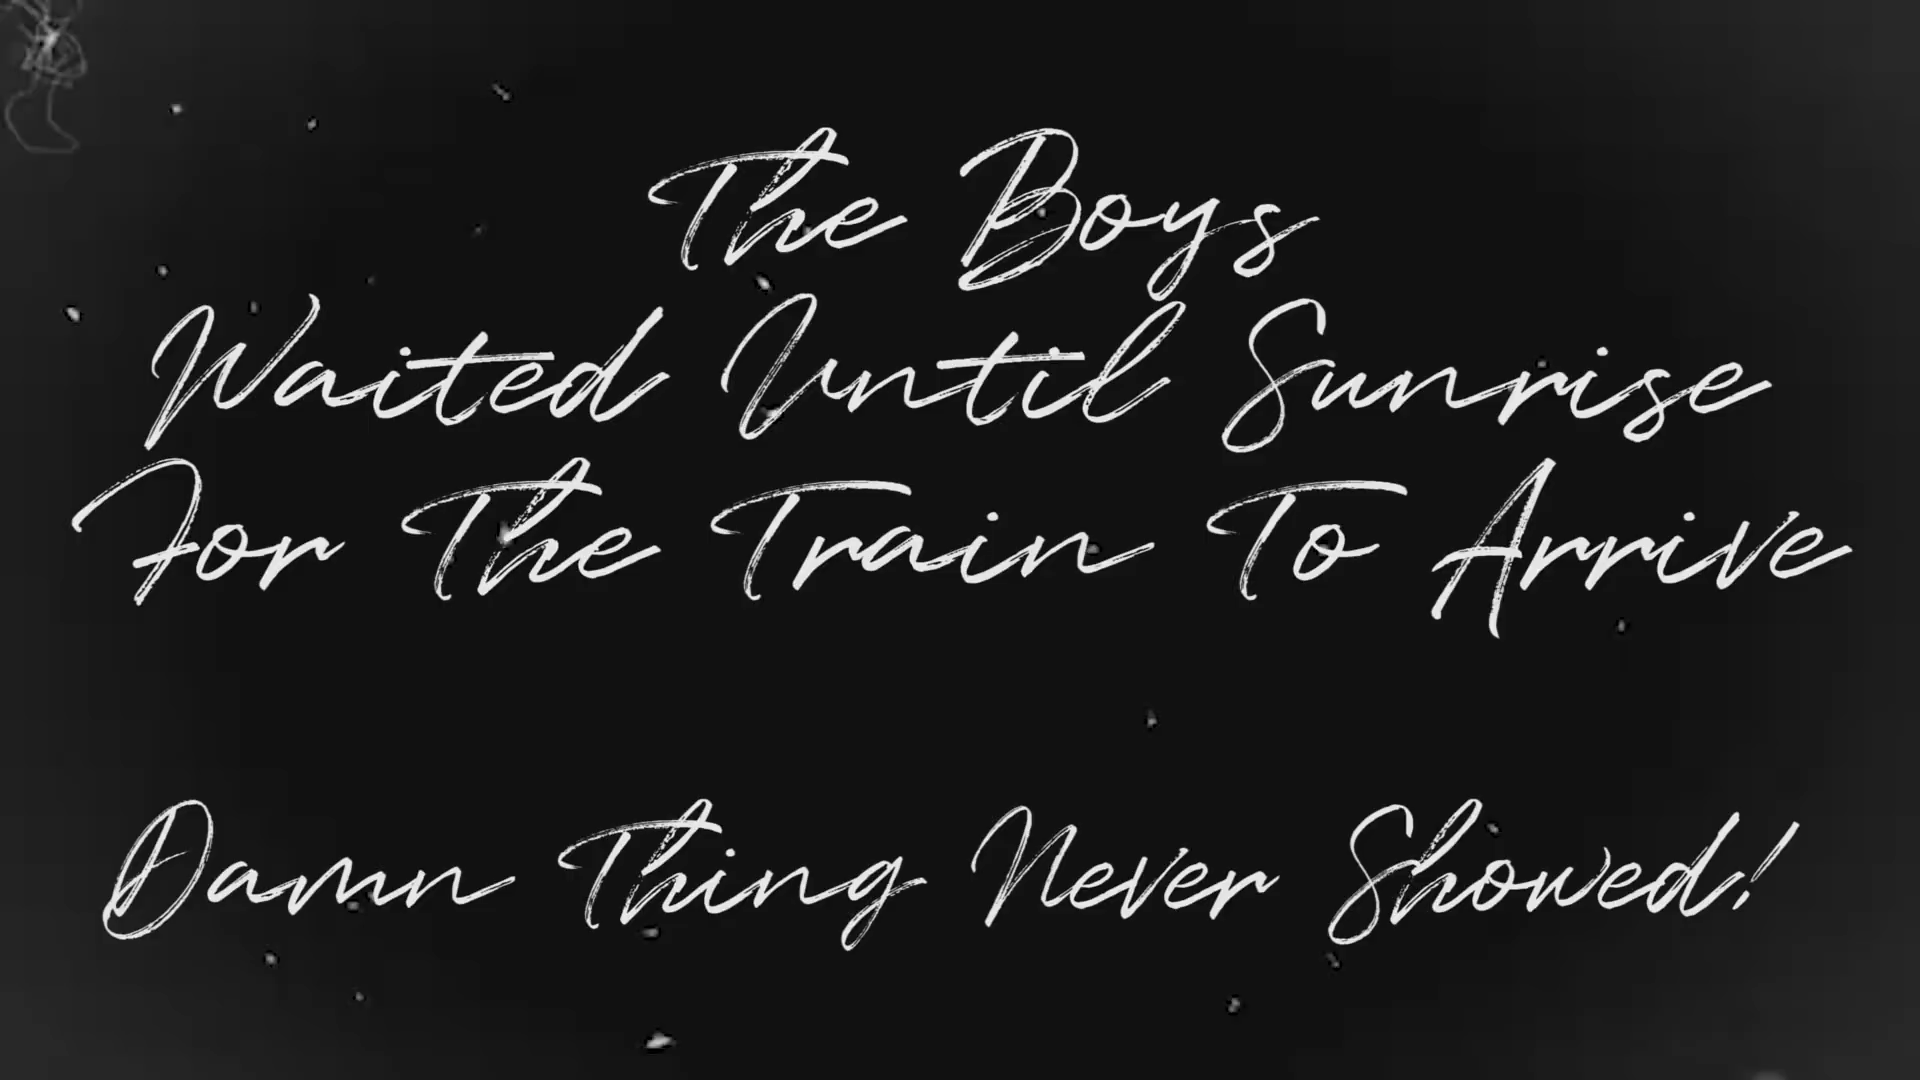 The Boys
Waited Until Sunrise
For The Train To Arrive
Damn Thing Never Showed!